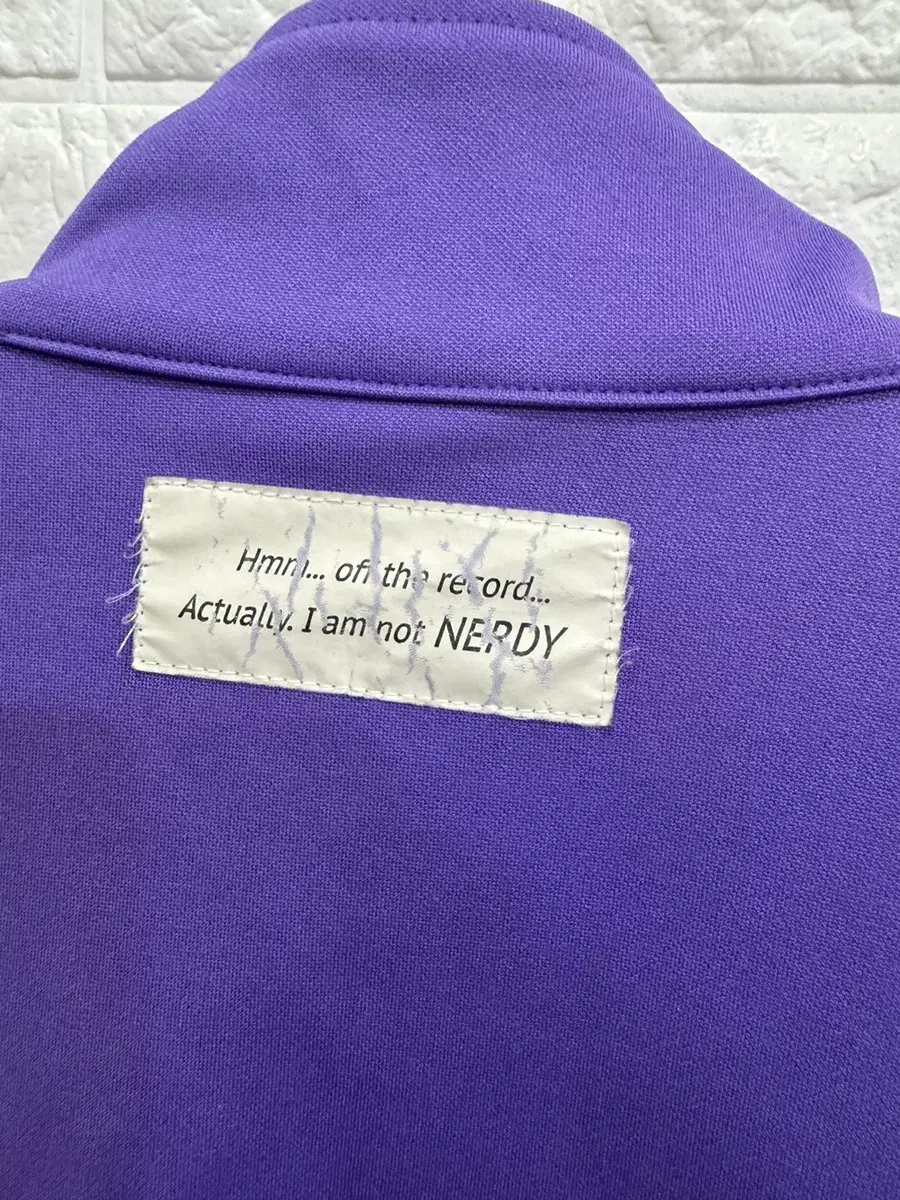 Hmm... off the record...
Actually. I am not NERDY